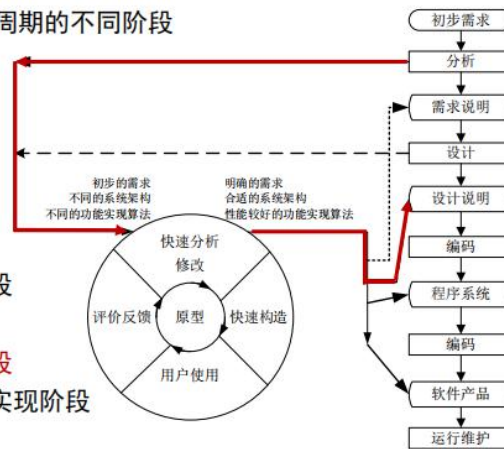 周期的不同阶段
初步需求
分析
需求说明
设计
设计说明
编码
程序系统
编码
软件产品
运行维护
初步的需求
不同的系统架构
不同的功能实现算法
明确的需求
合适的系统架构
性能较好的功能实现算法
快速分析
修改
评价反馈
原型
快速构造
用户使用
段
段
实现阶段